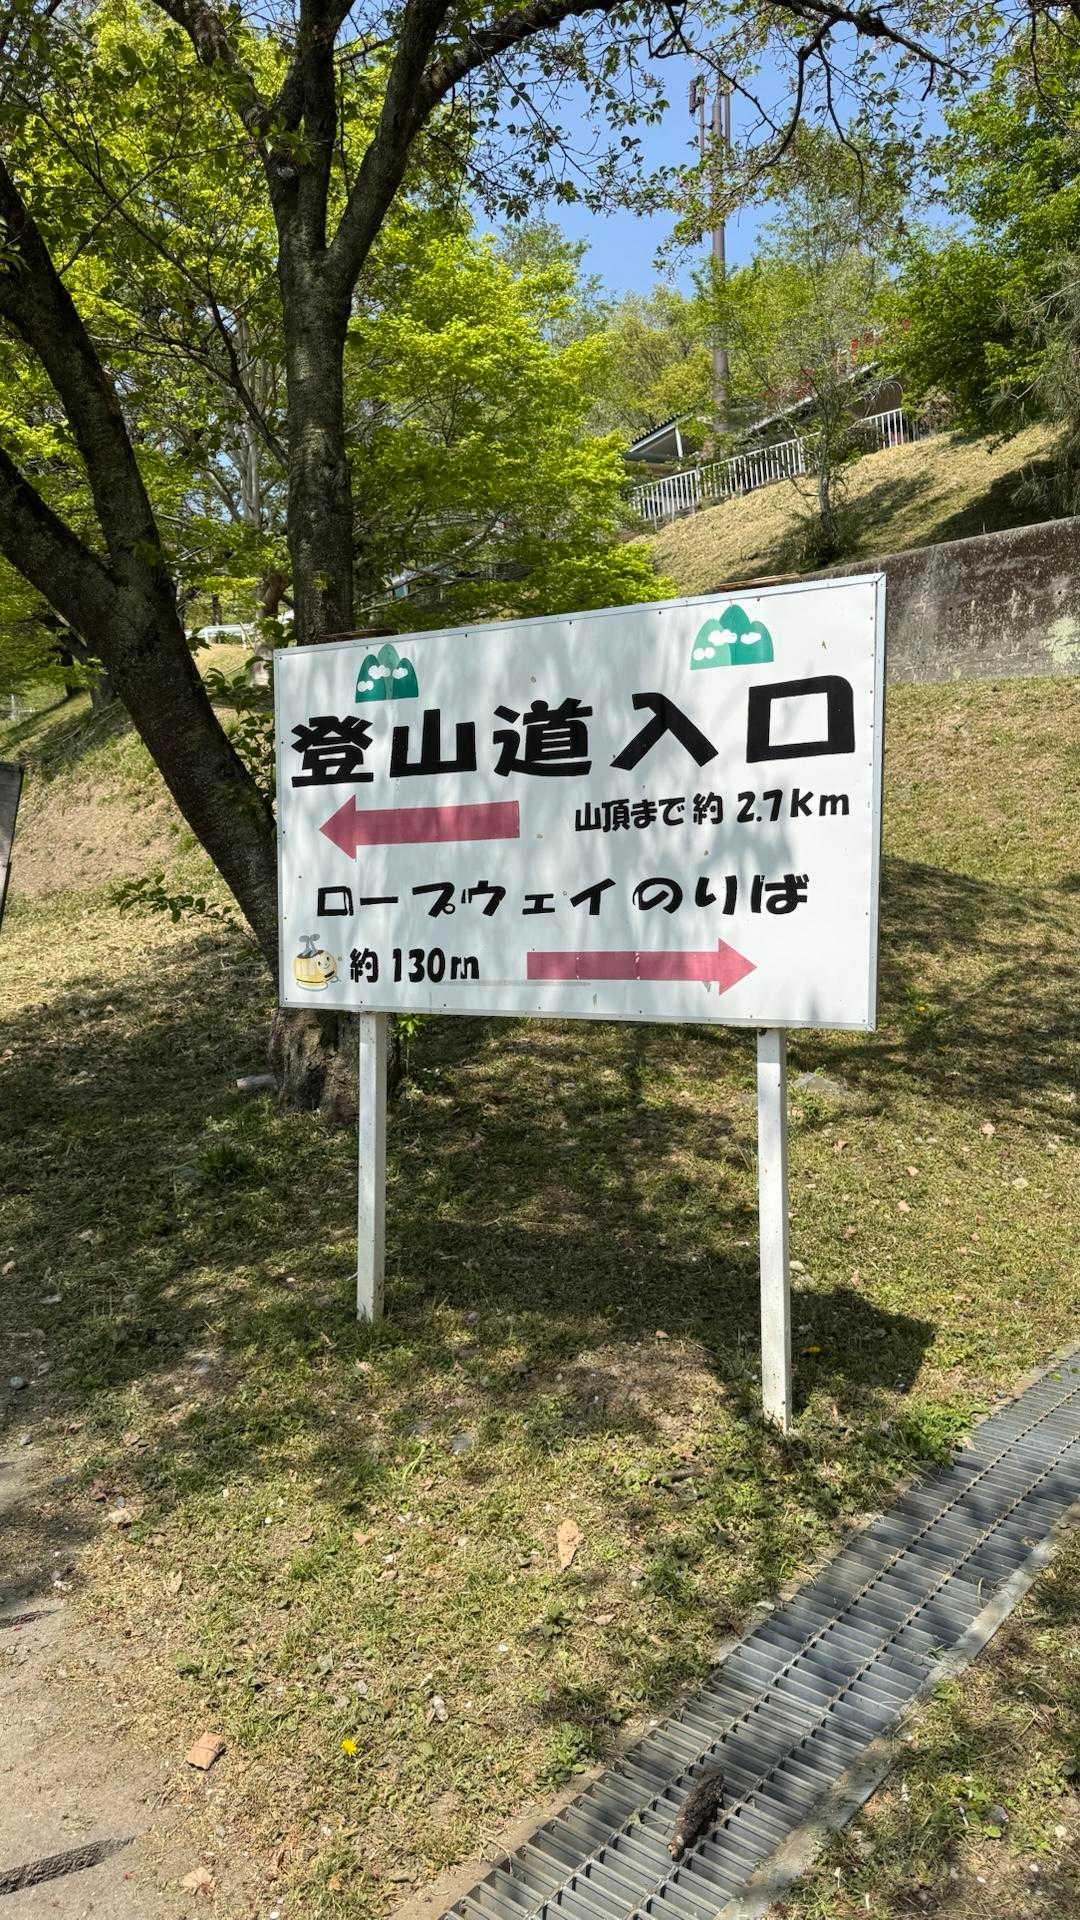 登山道入口
山頂まで約 2.7Km
ロープウェイのりば
約 130m